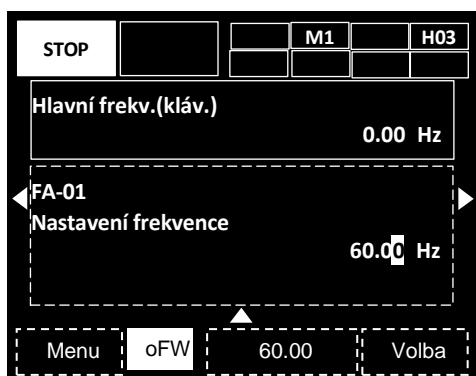 STOP M1 H03
Hlavní frekv.(kláv.)
0.00 Hz
FA-01
Nastavení frekvence
60.00 Hz
Menu oFW 60.00 Volba